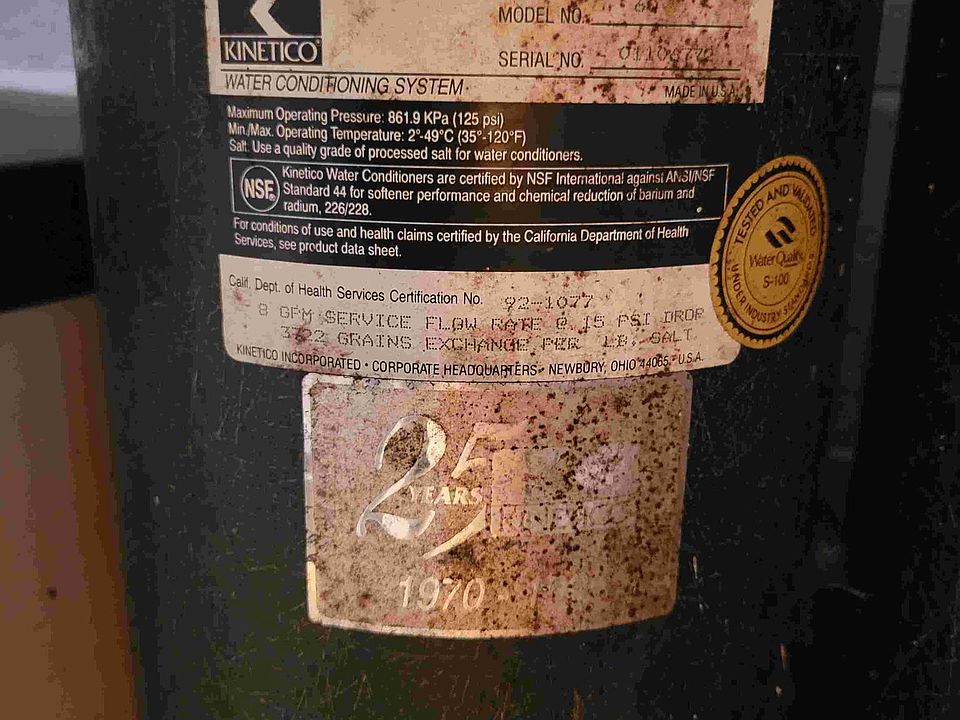 MODEL NO.
KINETICO®
SERIAL NO.
WATER CONDITIONING SYSTEM
MADE IN U.S.A.
Maximum Operating Pressure: 861.9 KPa (125 psi)
Min./Max. Operating Temperature: 2°-49°C (35°-120°F)
Salt: Use a quality grade of processed salt for water conditioners.
NSF®
Kinetico Water Conditioners are certified by NSF International against ANSI/NSF
Standard 44 for softener performance and chemical reduction of barium and
radium, 226/228.
For conditions of use and health claims certified by the California Department of Health
Services, see product data sheet.
TESTED AND VALIDATED
Water Quality
S-100
UNDER INDUSTRY STANDARDS
Calif. Dept. of Health Services Certification No. 92-1077
8 GPM SERVICE FLOW RATE @ 15 PSI DROP
GRAINS EXCHANGE PER LB. SALT
KINETICO INCORPORATED • CORPORATE HEADQUARTERS • NEWBURY, OHIO 44065 • U.S.A.
25
YEARS
1970